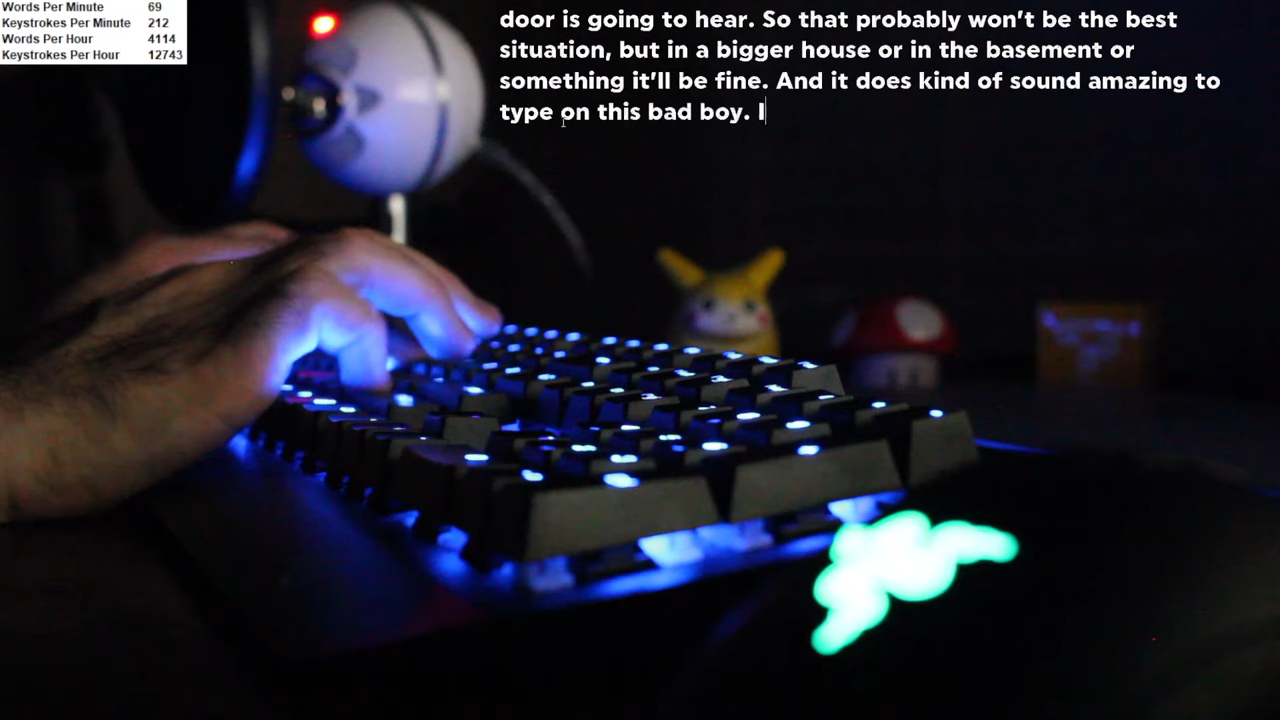 Words Per Minute 69
Keystrokes Per Minute 212
Words Per Hour 4114
Keystrokes Per Hour 12743
door is going to hear. So that probably won't be the best
situation, but in a bigger house or in the basement or
something it'll be fine. And it does kind of sound amazing to
type on this bad boy. I